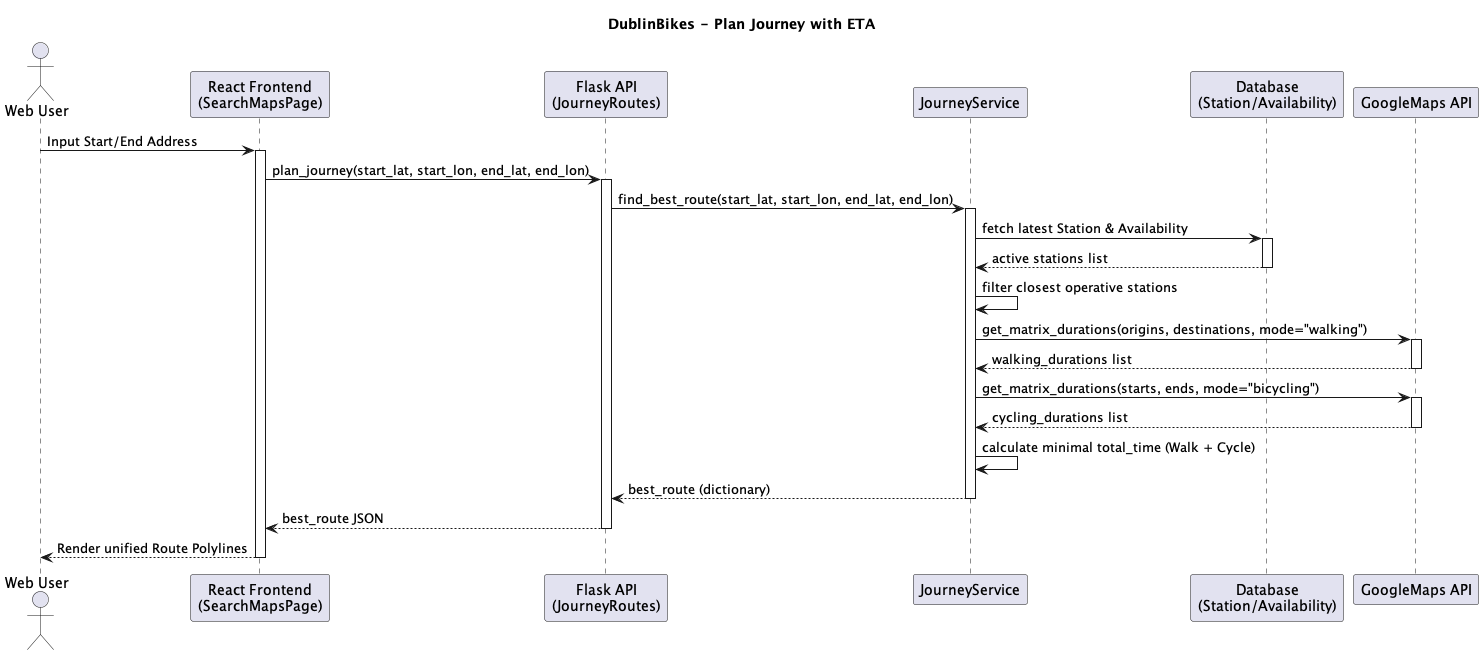 DublinBikes - Plan Journey with ETA
Web User
React Frontend
(SearchMapsPage)
Flask API
(JourneyRoutes)
JourneyService
Database
(Station/Availability)
GoogleMaps API
Input Start/End Address
plan_journey(start_lat, start_lon, end_lat, end_lon)
find_best_route(start_lat, start_lon, end_lat, end_lon)
fetch latest Station & Availability
active stations list
filter closest operative stations
get_matrix_durations(origins, destinations, mode="walking")
walking_durations list
get_matrix_durations(starts, ends, mode="bicycling")
cycling_durations list
calculate minimal total_time (Walk + Cycle)
best_route (dictionary)
best_route JSON
Render unified Route Polylines
Web User
React Frontend
(SearchMapsPage)
Flask API
(JourneyRoutes)
JourneyService
Database
(Station/Availability)
GoogleMaps API